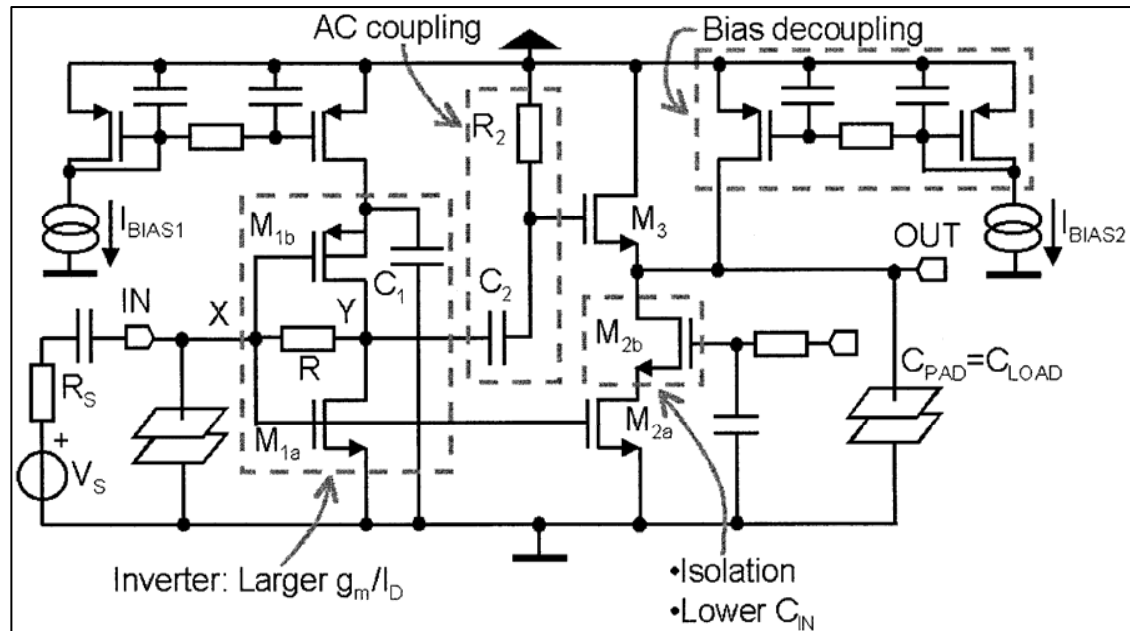 AC coupling
Bias decoupling
R2
M3
IBIAS1
M1b
C1
C2
OUT
IBIAS2
IN
X
Y
R
M2b
CPAD=CLOAD
RS
M1a
M2a
+
VS
Inverter: Larger gm/ID
•Isolation
•Lower CIN